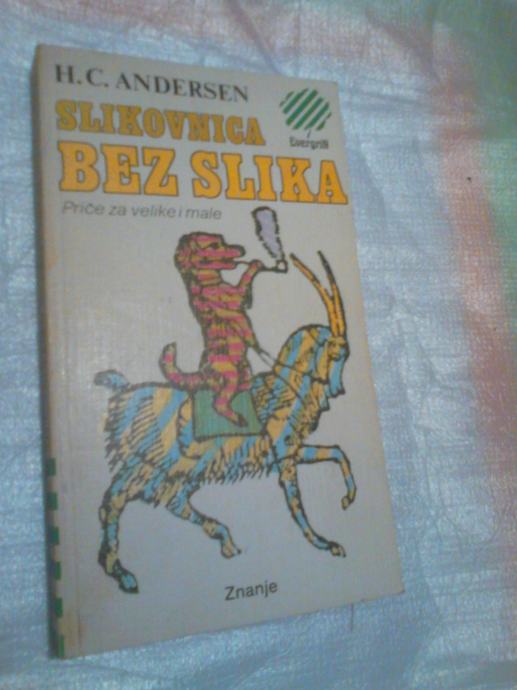 H. C. ANDERSEN
SLIKOVNICA
Evergrin
BEZ SLIKA
Priče za velike i male
Znanje